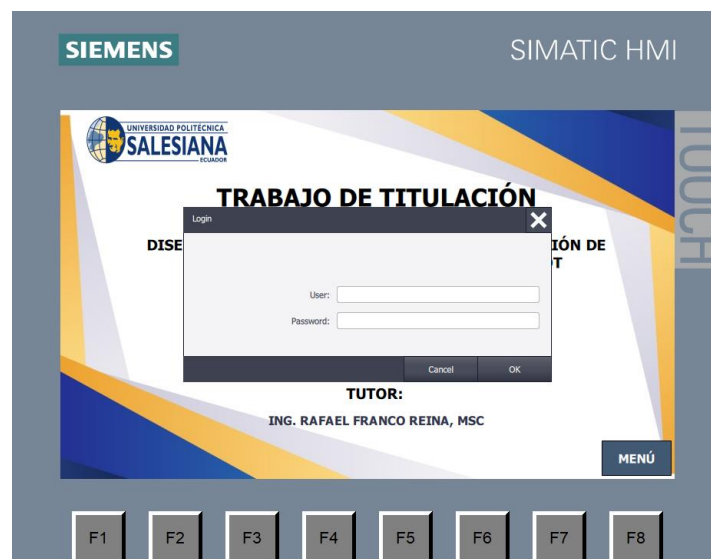 SIEMENS
SIMATIC HMI
TOUCH
UNIVERSIDAD POLITÉCNICA
SALESIANA
ECUADOR
TRABAJO DE TITULACIÓN
Login
DISE
IÓN DE
OT
User:
Password:
Cancel
OK
TUTOR:
ING. RAFAEL FRANCO REINA, MSC
MENÚ
F1
F2
F3
F4
F5
F6
F7
F8